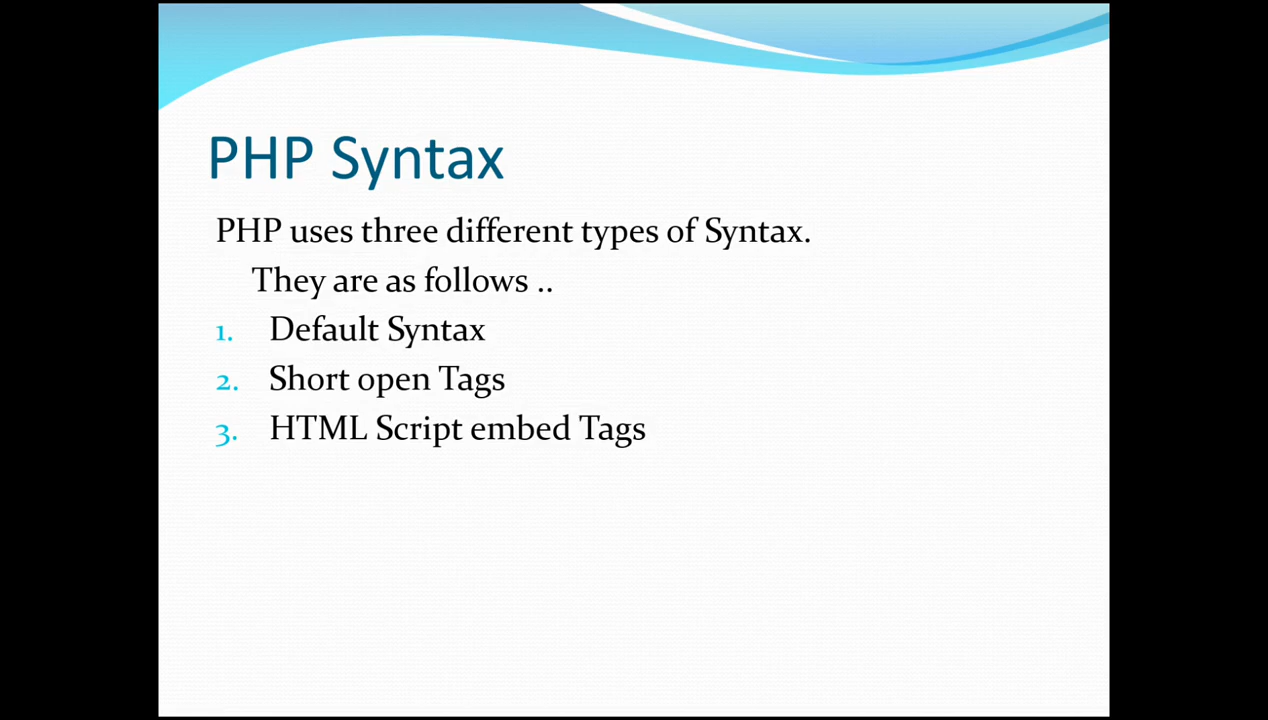 PHP Syntax
PHP uses three different types of Syntax.
They are as follows ..
1. Default Syntax
2. Short open Tags
3. HTML Script embed Tags